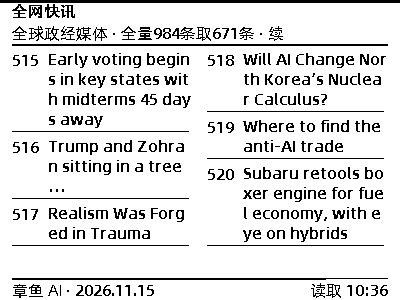 全网快讯
全球政经媒体 · 全量984条取671条 · 续
515 Early voting begin
s in key states wit
h midterms 45 day
s away
516 Trump and Zohra
n sitting in a tree
…
517 Realism Was Forg
ed in Trauma
518 Will AI Change Nor
th Korea’s Nuclea
r Calculus?
519 Where to find the
anti-AI trade
520 Subaru retools bo
xer engine for fue
l economy, with e
ye on hybrids
章鱼 AI · 2026.11.15
读取 10:36